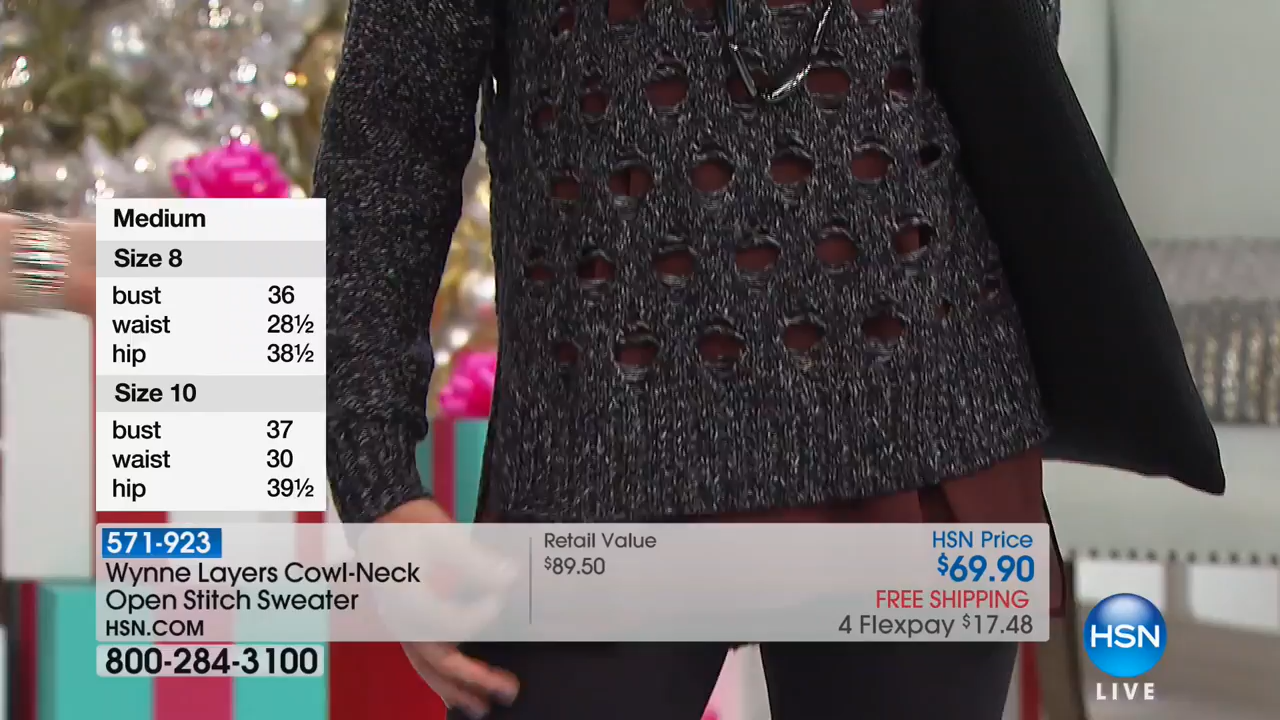 Medium
Size 8
bust 36
waist 28½
hip 38½
Size 10
bust 37
waist 30
hip 39½
571-923
Wynne Layers Cowl-Neck
Open Stitch Sweater
HSN.COM
800-284-3100
Retail Value
$89.50
HSN Price
$69.90
FREE SHIPPING
4 Flexpay $17.48
HSN
LIVE